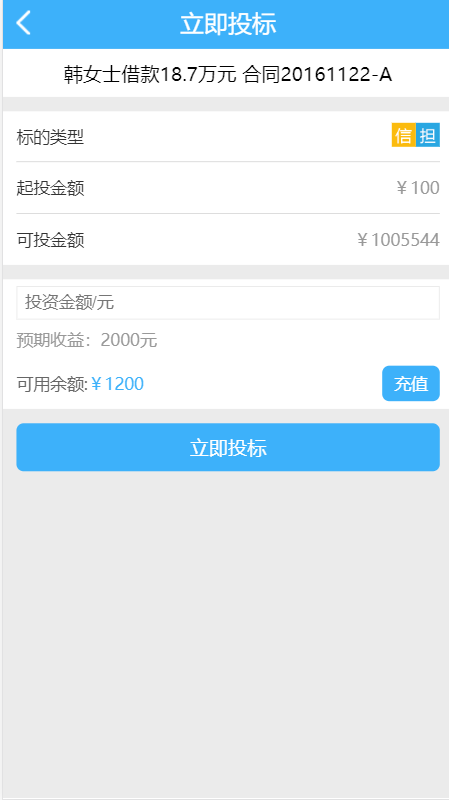 立即投标
韩女士借款18.7万元 合同20161122-A
标的类型 信 担
起投金额 ￥100
可投金额 ￥1005544
投资金额/元
预期收益：2000元
可用余额:￥1200 充值
立即投标